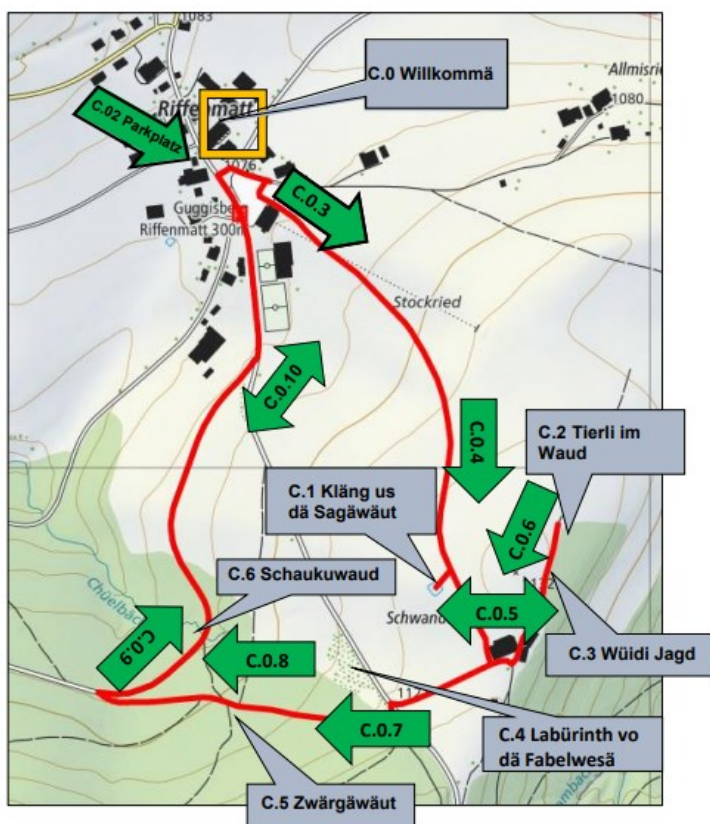 1083
C.0 Willkommä
Allmisried
1080
Riffenmatt
C.02 Parkplatz
1076
C.0.3
Guggisberg
Riffenmatt 300m
Stockried
C.0.10
C.0.4
C.2 Tierli im
Waud
C.1 Kläng us
dä Sagäwäut
C.0.6
C.6 Schaukuwaud
Chüelbäch
Schwand
C.0.5
C.0.9
C.0.8
C.3 Wüidi Jagd
C.0.7
C.4 Labürinth vo
dä Fabelwesä
C.5 Zwärgäwäut